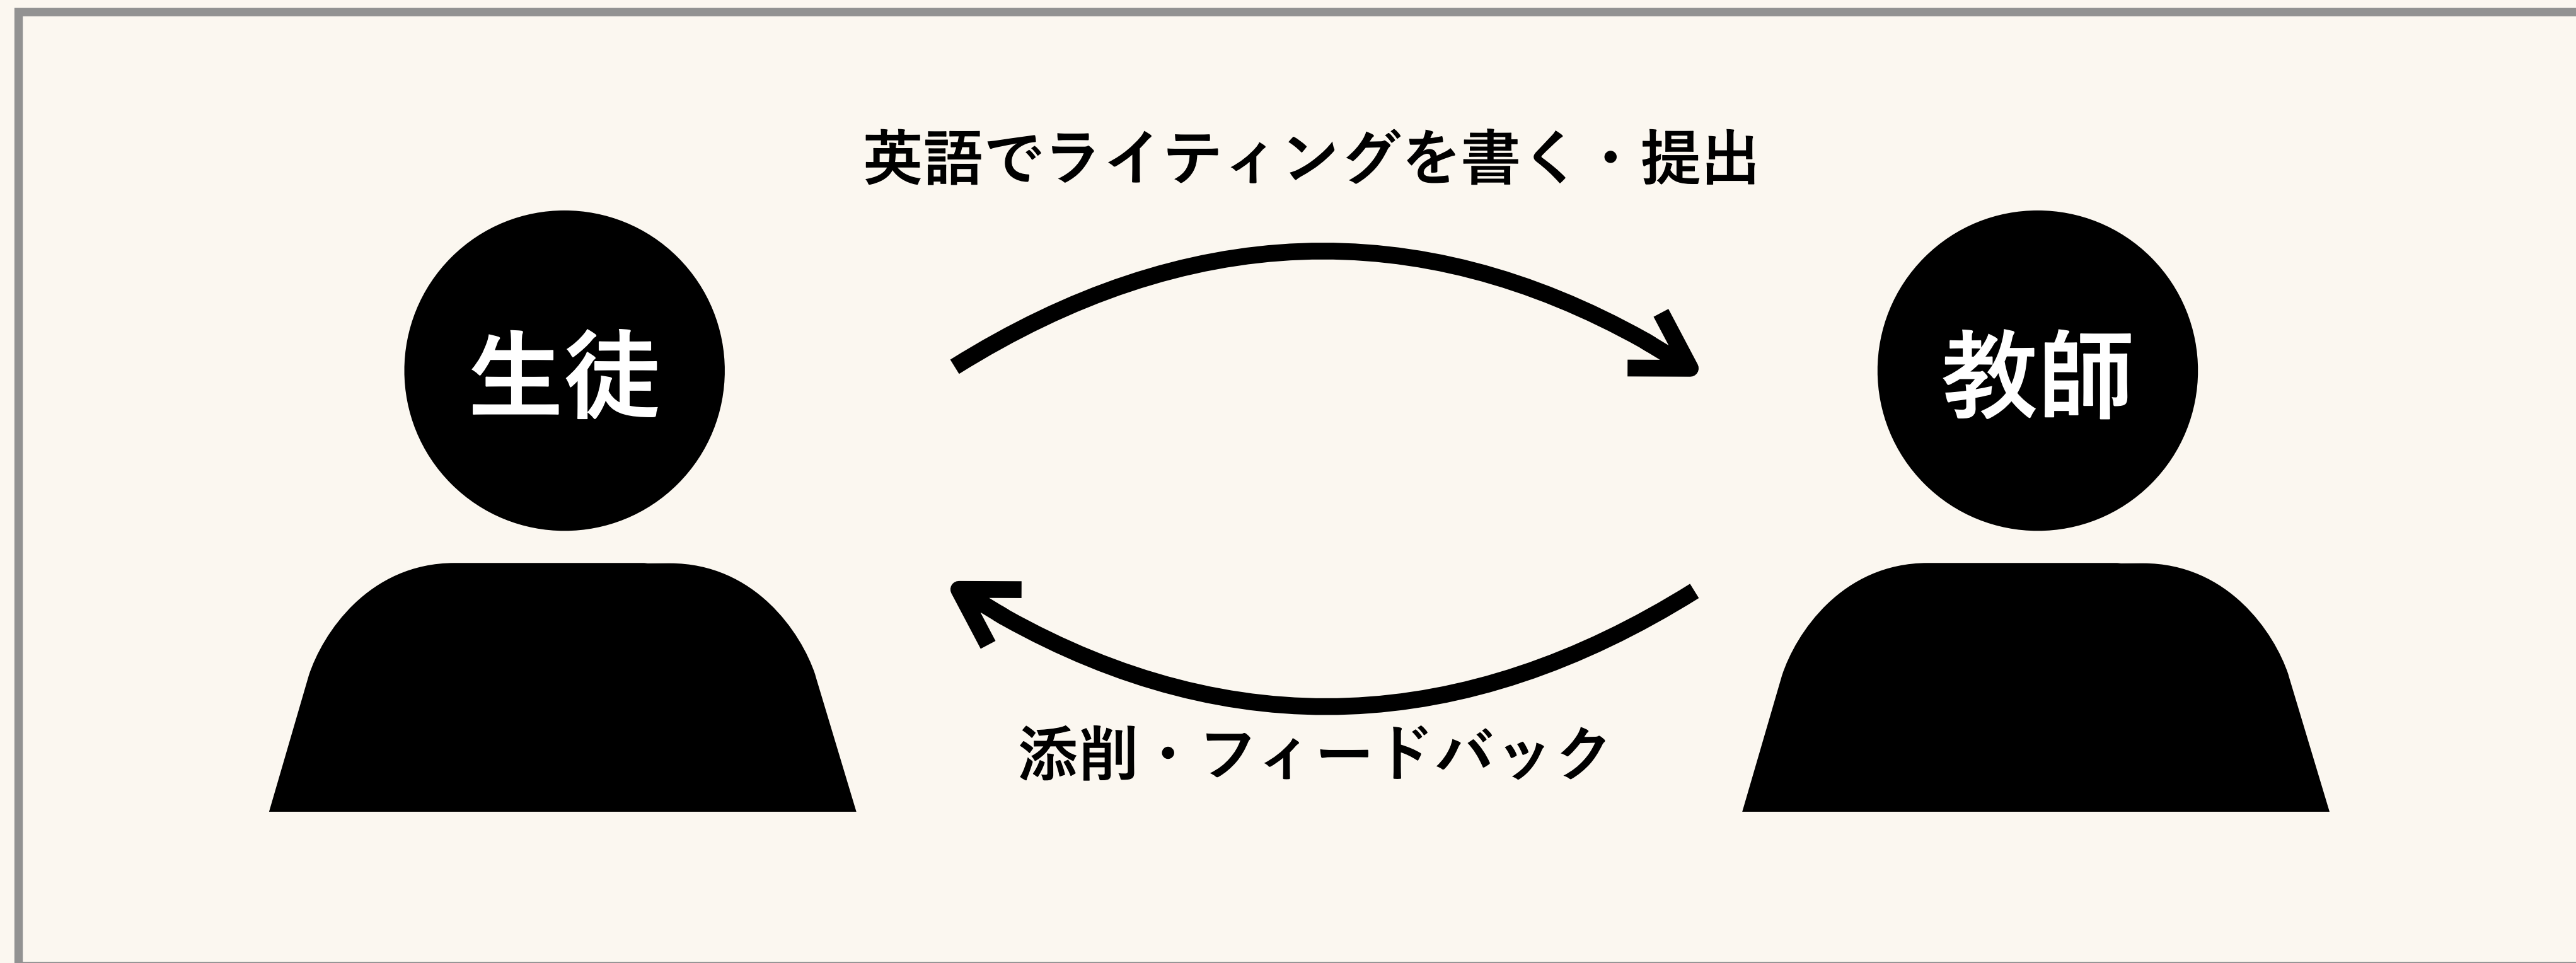 英語でライティングを書く・提出
生徒
教師
添削・フィードバック